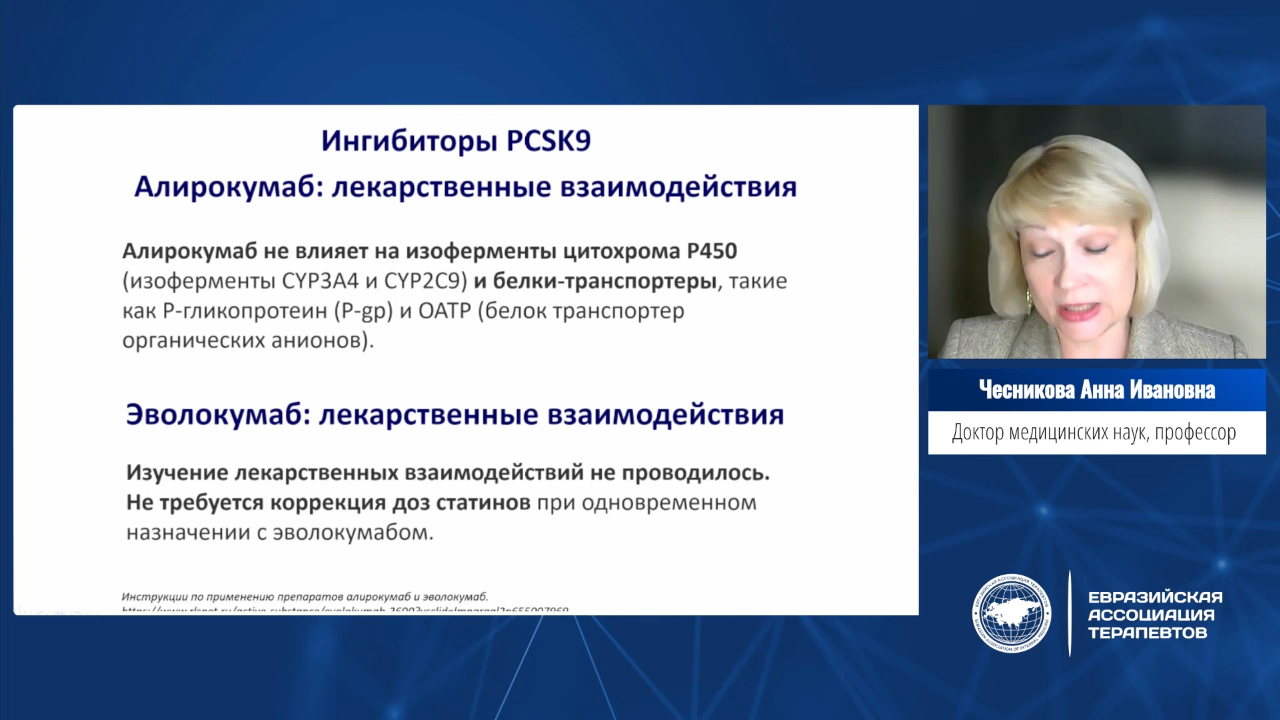 Ингибиторы PCSK9
Алирокумаб: лекарственные взаимодействия
Алирокумаб не влияет на изоферменты цитохрома P450
(изоферменты CYP3A4 и CYP2C9) и белки-транспортеры, такие
как P-гликопротеин (P-gp) и ОАТР (белок транспортер
органических анионов).
Эволокумаб: лекарственные взаимодействия
Изучение лекарственных взаимодействий не проводилось.
Не требуется коррекция доз статинов при одновременном
назначении с эволокумабом.
Инструкции по применению препаратов алирокумаб и эволокумаб.
Чесникова Анна Ивановна
Доктор медицинских наук, профессор
ЕВРАЗИЙСКАЯ
АССОЦИАЦИЯ
ТЕРАПЕВТОВ